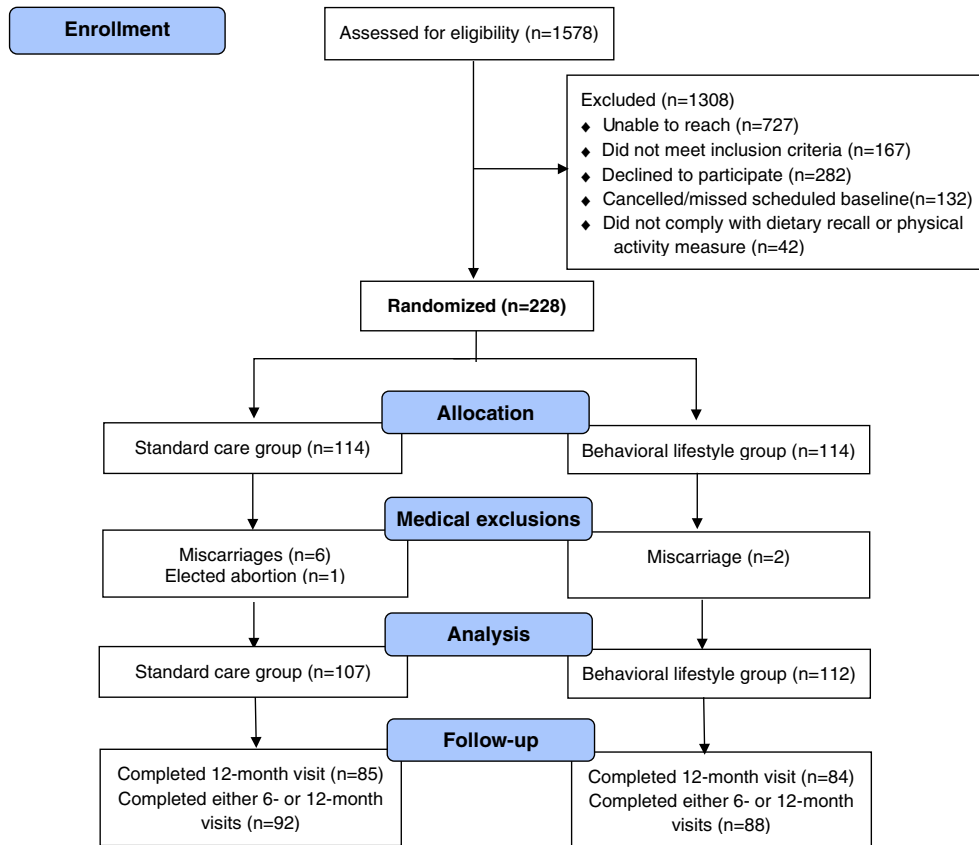 Enrollment
Assessed for eligibility (n=1578)
Excluded (n=1308)
◆ Unable to reach (n=727)
◆ Did not meet inclusion criteria (n=167)
◆ Declined to participate (n=282)
◆ Cancelled/missed scheduled baseline(n=132)
◆ Did not comply with dietary recall or physical
activity measure (n=42)
Randomized (n=228)
Allocation
Standard care group (n=114)
Behavioral lifestyle group (n=114)
Medical exclusions
Miscarriages (n=6)
Elected abortion (n=1)
Miscarriage (n=2)
Analysis
Standard care group (n=107)
Behavioral lifestyle group (n=112)
Follow-up
Completed 12-month visit (n=85)
Completed either 6- or 12-month
visits (n=92)
Completed 12-month visit (n=84)
Completed either 6- or 12-month
visits (n=88)